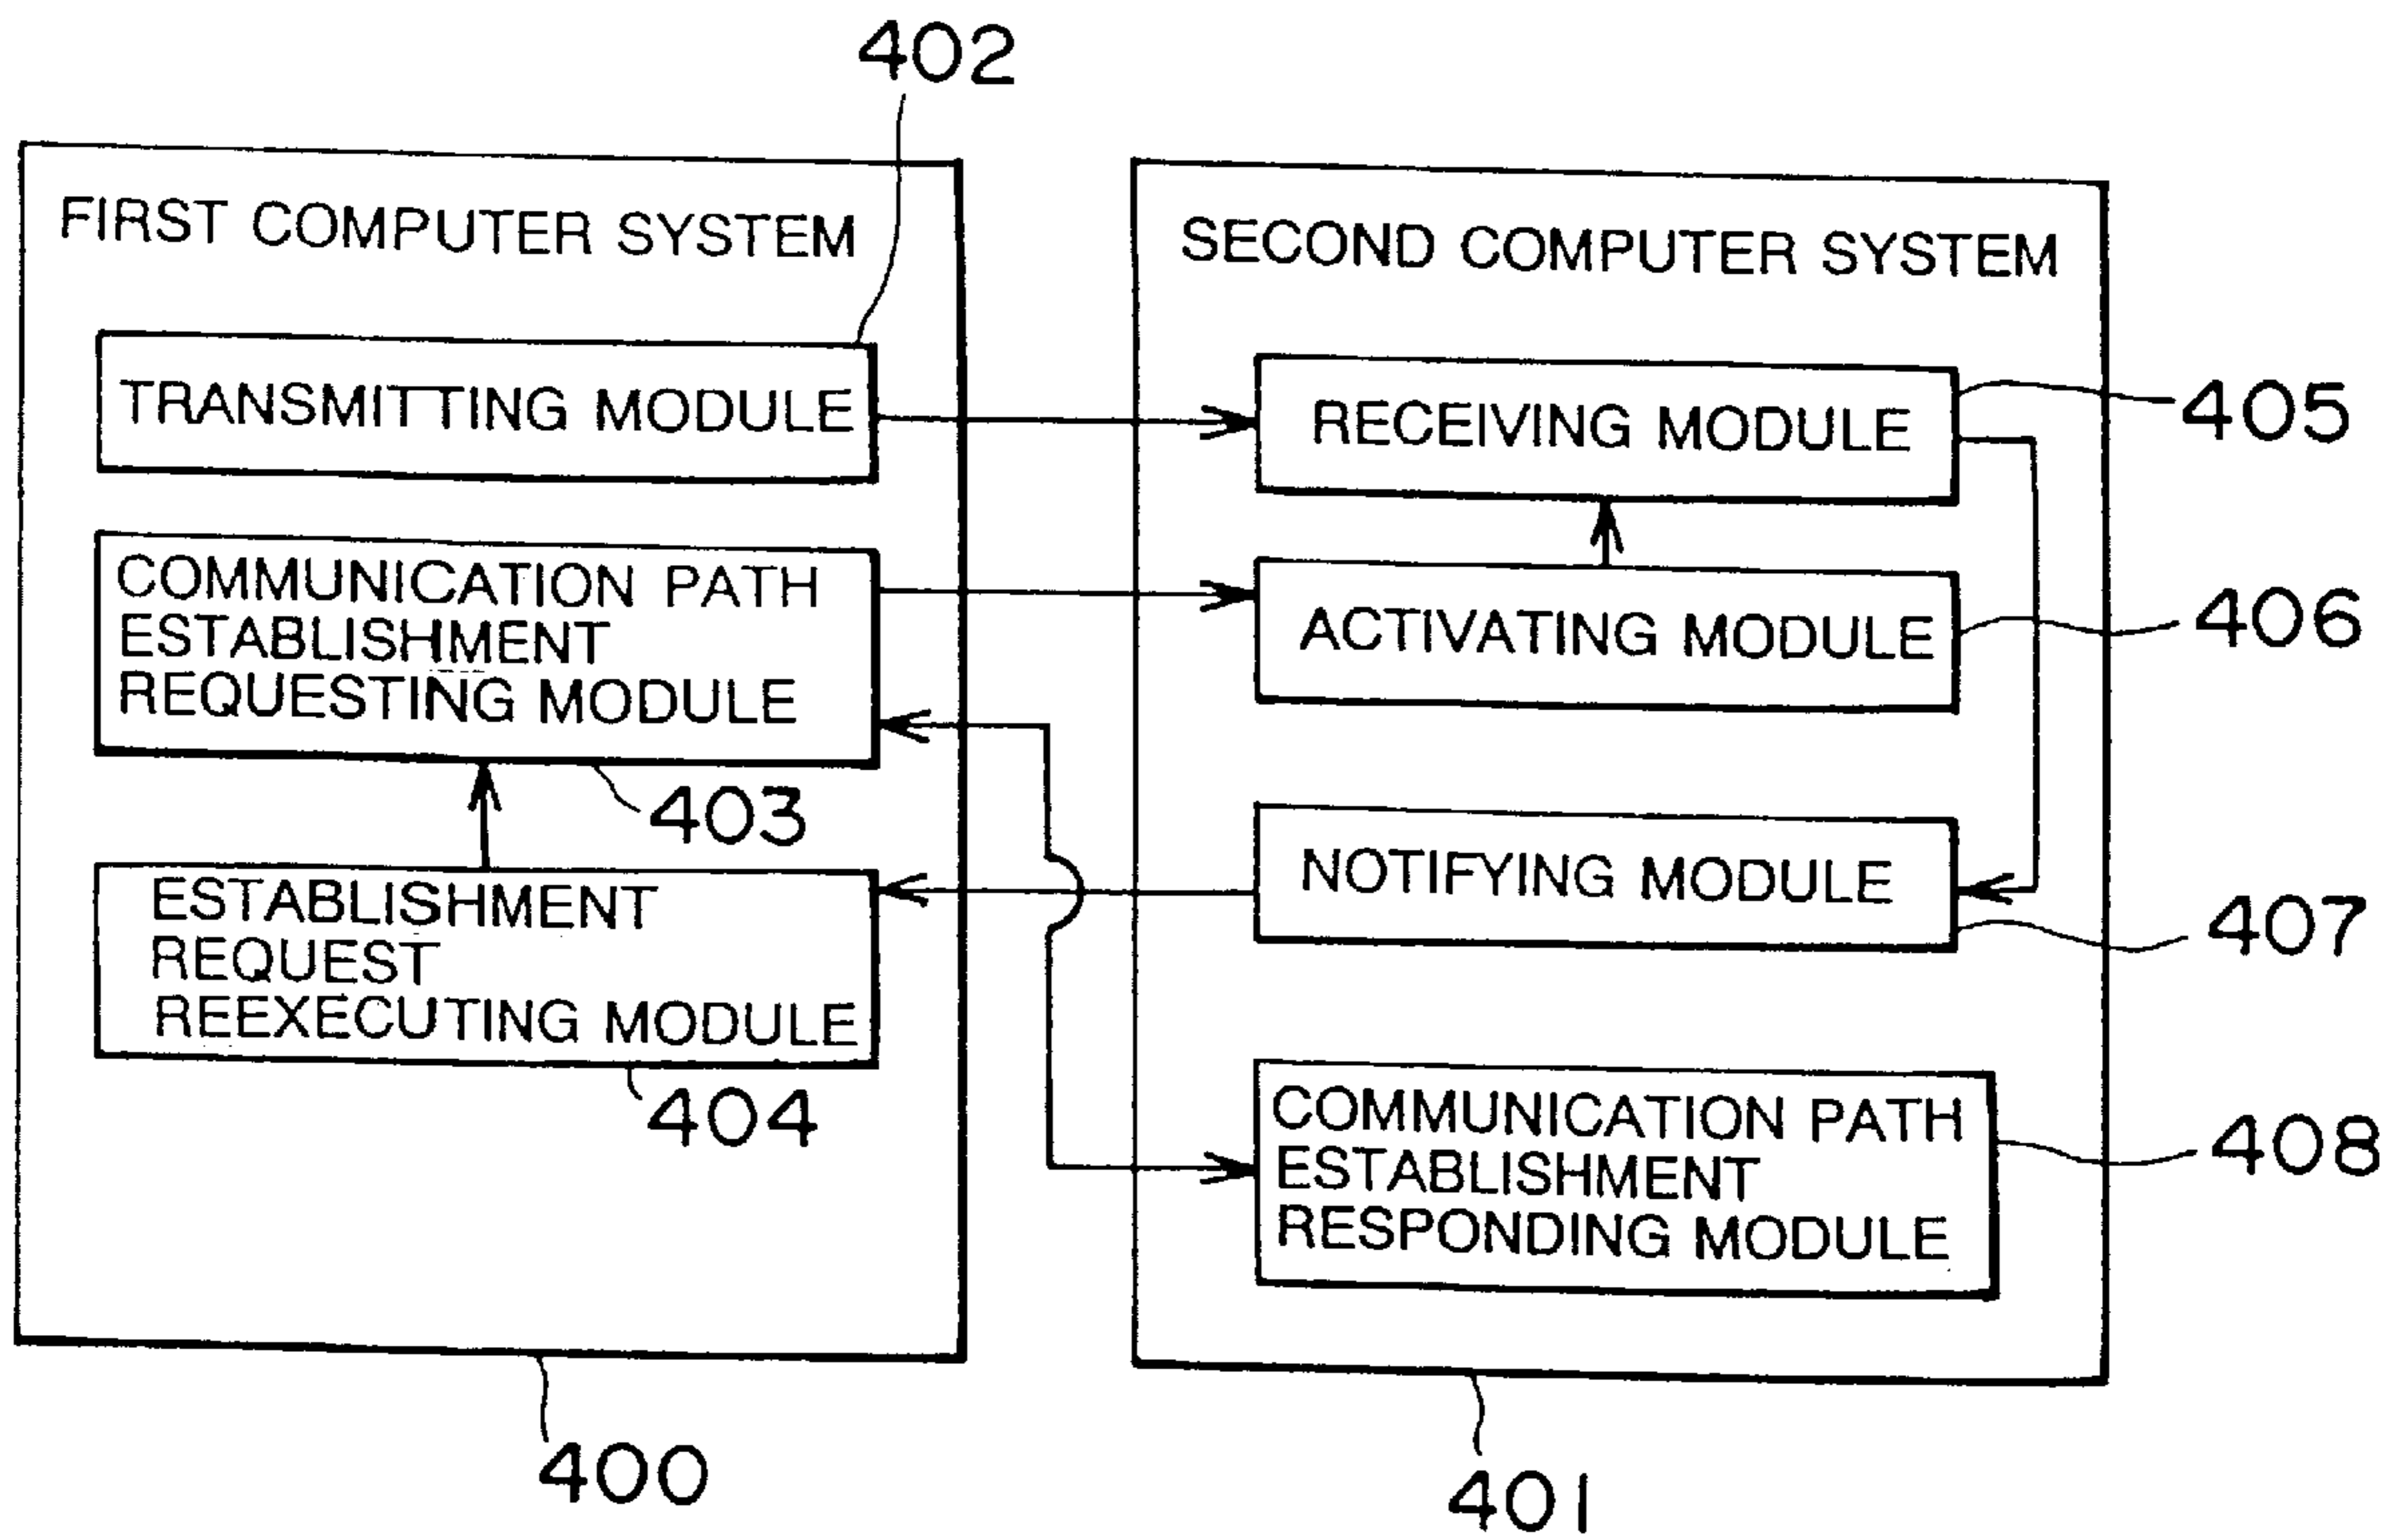 402
FIRST COMPUTER SYSTEM
TRANSMITTING MODULE
COMMUNICATION PATH
ESTABLISHMENT
REQUESTING MODULE
403
ESTABLISHMENT
REQUEST
REEXECUTING MODULE
404
400
SECOND COMPUTER SYSTEM
RECEIVING MODULE
405
ACTIVATING MODULE
406
NOTIFYING MODULE
407
COMMUNICATION PATH
ESTABLISHMENT
RESPONDING MODULE
408
401